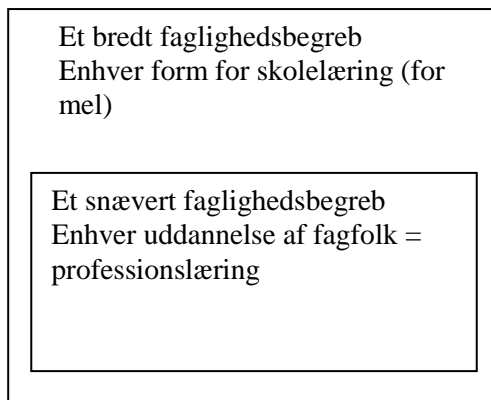 Et bredt faglighedsbegreb
Enhver form for skolelæring (for
mel)
Et snævert faglighedsbegreb
Enhver uddannelse af fagfolk =
professionslæring